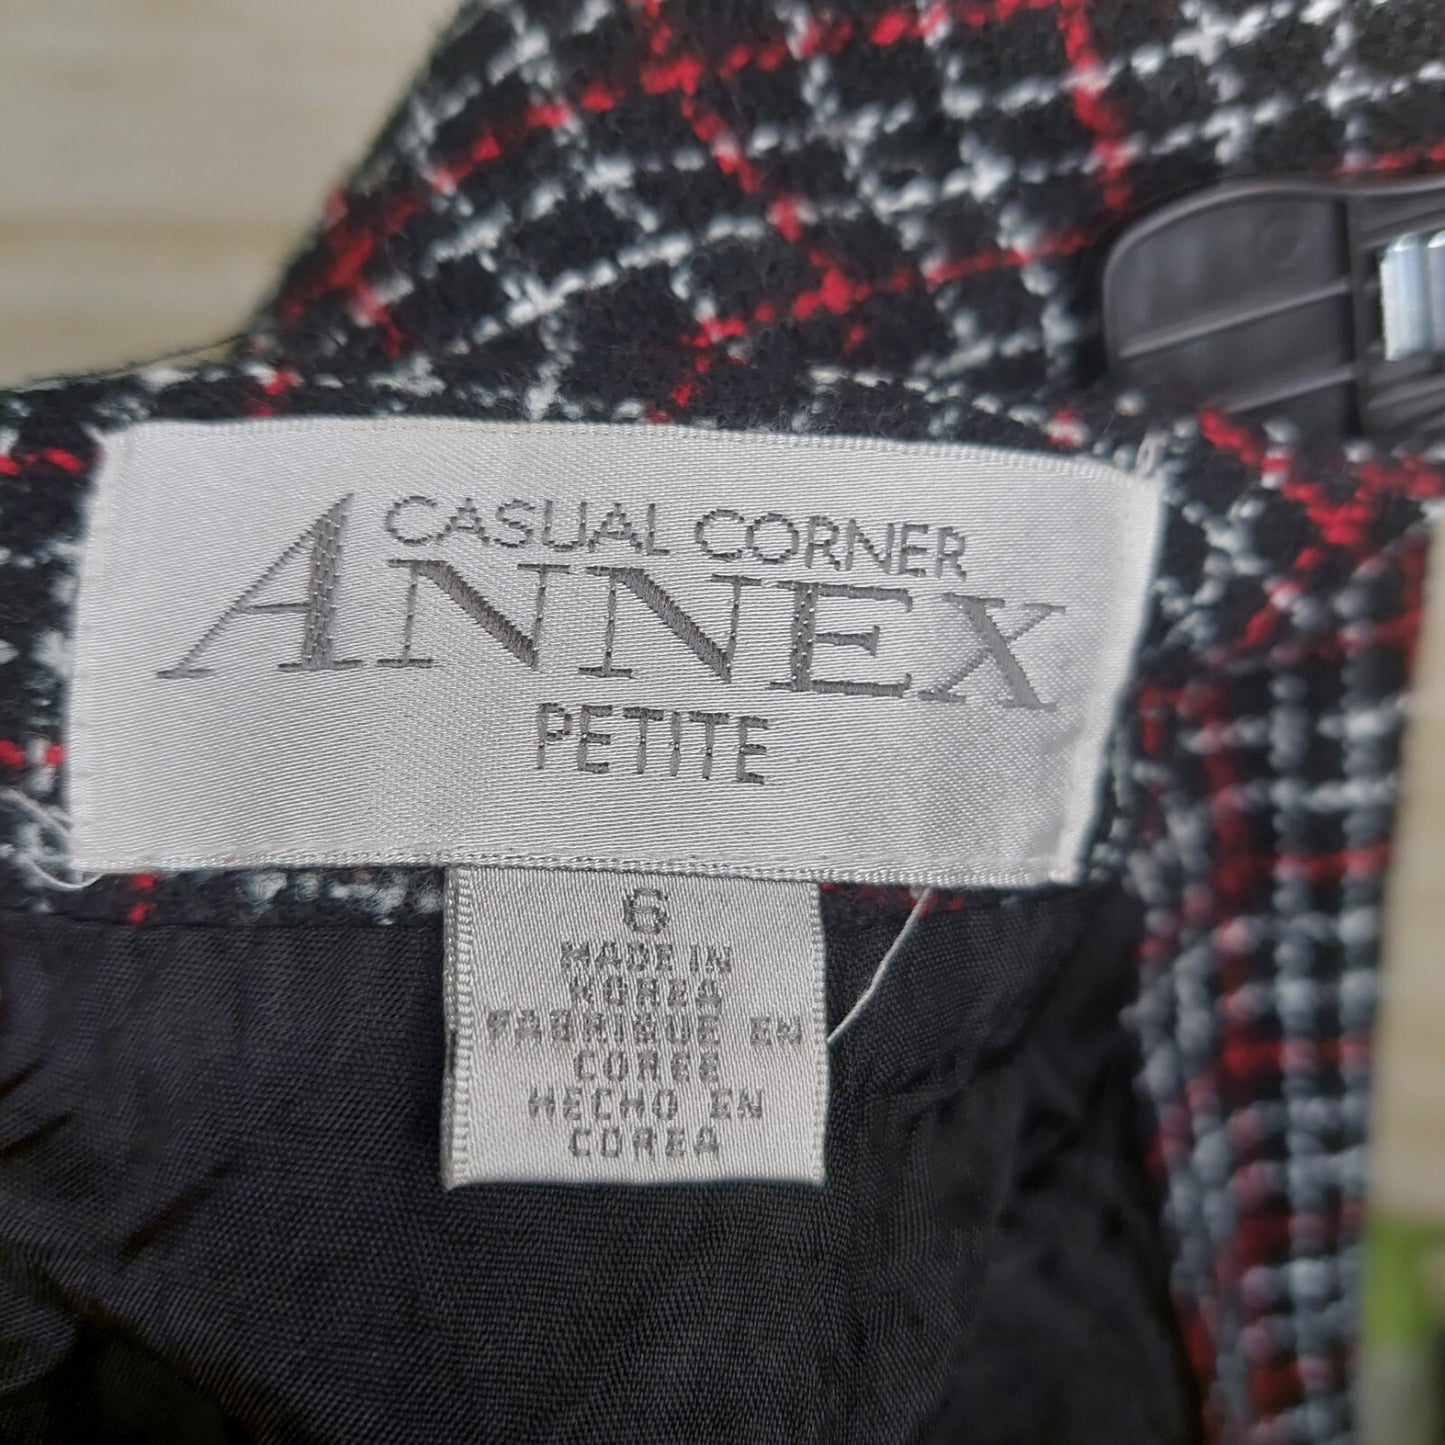 CASUAL CORNER
ANNEX
PETITE
6
MADE IN
KOREA
FABRIQUE EN
COREE
HECHO EN
COREA